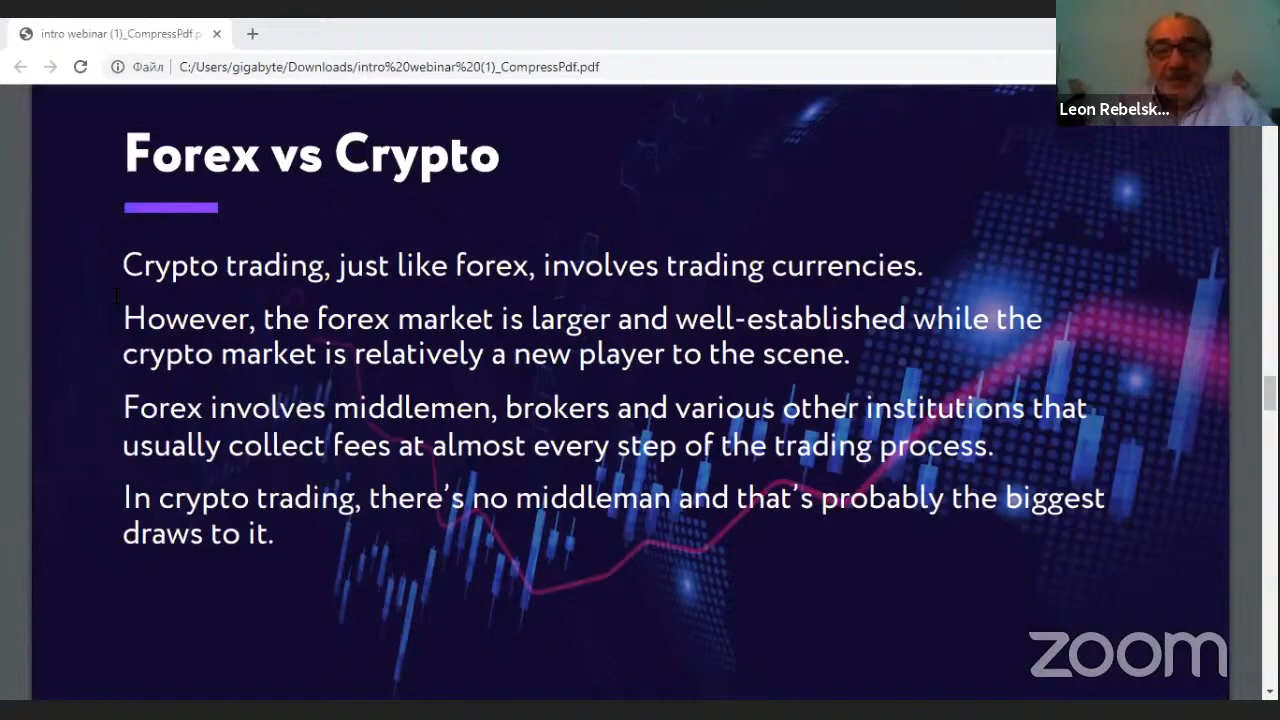 intro webinar (1)_CompressPdf.p
Файл
C:/Users/gigabyte/Downloads/intro%20webinar%20(1)_CompressPdf.pdf
Leon Rebelsk...
Forex vs Crypto
Crypto trading, just like forex, involves trading currencies.
However, the forex market is larger and well-established while the
crypto market is relatively a new player to the scene.
Forex involves middlemen, brokers and various other institutions that
usually collect fees at almost every step of the trading process.
In crypto trading, there's no middleman and that's probably the biggest
draws to it.
zoom